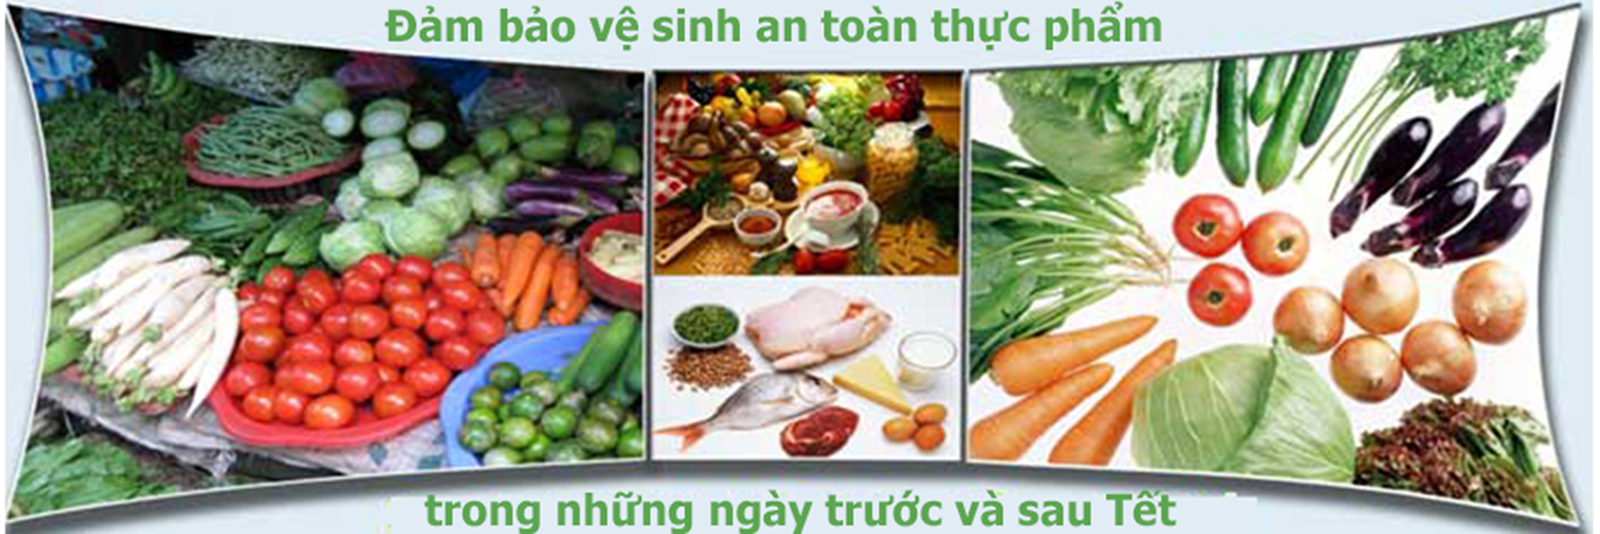 Đảm bảo vệ sinh an toàn thực phẩm
trong những ngày trước và sau Tết